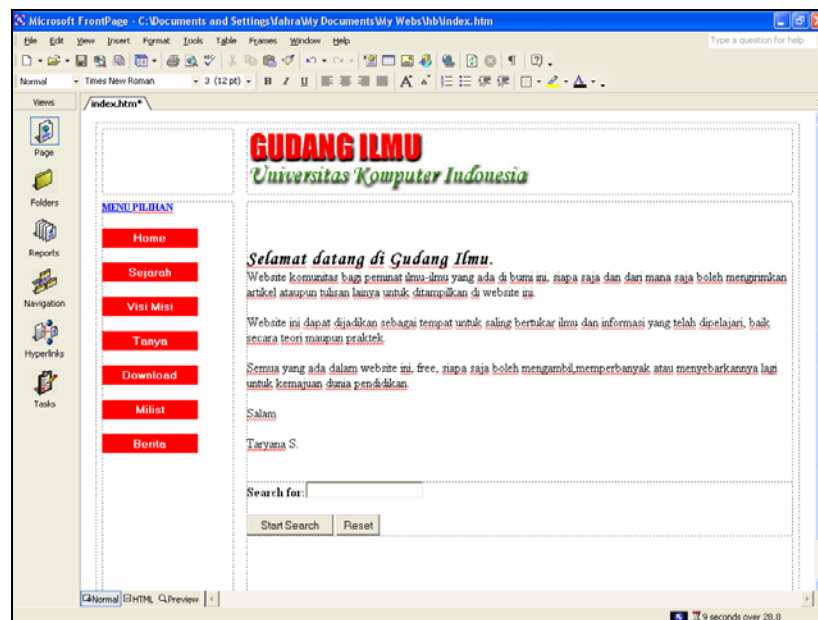 Microsoft FrontPage - C:\Documents and Settings\fahra\My Documents\My Webs\hb\index.htm
File Edit View Insert Format Tools Table Frames Window Help
Type a question for help
Normal Times New Roman 3 (12 pt) B I U A A A
Views
index.htm*
Page
Folders
Reports
Navigation
Hyperlinks
Tasks
GUDANG ILMU
Universitas Komputer Indonesia
MENU PILIHAN
Home
Sejarah
Visi Misi
Tanya
Download
Milist
Berita
Selamat datang di Gudang Ilmu.
Website komunitas bagi peminat ilmu-ilmu yang ada di bumi ini, siapa saja dan dari mana saja boleh mengirimkan
artikel ataupun tulisan lainya untuk ditampilkan di website ini.
Website ini dapat dijadikan sebagai tempat untuk saling bertukar ilmu dan informasi yang telah dipelajari, baik
secara teori maupun praktek.
Semua yang ada dalam website ini, free, siapa saja boleh mengambil,memperbanyak atau menyebarkannya lagi
untuk kemajuan dunia pendidikan.
Salam
Taryana S.
Search for:
Start Search Reset
Normal HTML Preview
9 seconds over 28.8